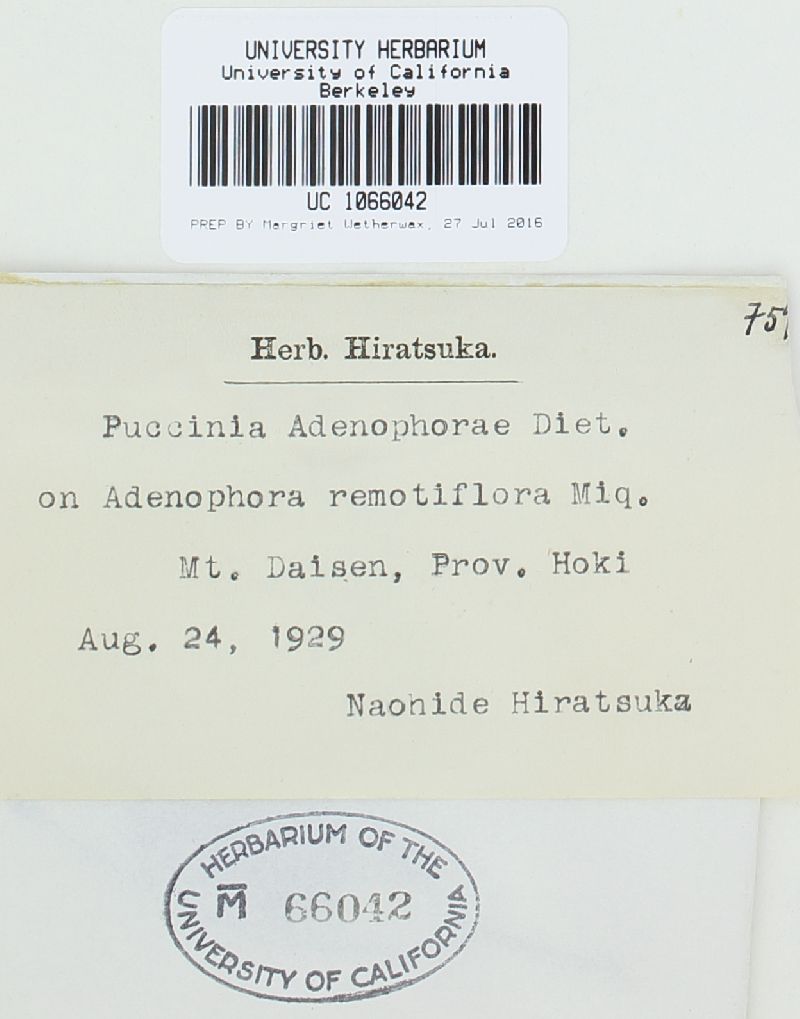 UNIVERSITY HERBARIUM
University of California
Berkeley
UC 1066042
PREP BY Margriet Wetherwax, 27 Jul 2016
Herb. Hiratsuka.
Puccinia Adenophorae Diet.
on Adenophora remotiflora Miq.
Mt. Daisen, Prov. Hoki
Aug. 24, 1929
Naohide Hiratsuka
HERBARIUM OF THE
M̅ 66042
UNIVERSITY OF CALIFORNIA